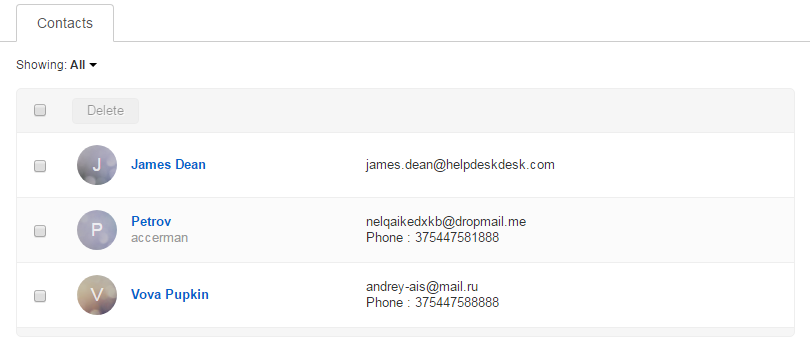 Contacts
Showing: All
Delete
J
James Dean
james.dean@helpdeskdesk.com
P
Petrov
accerman
nelqaikedxkb@dropmail.me
Phone : 375447581888
V
Vova Pupkin
andrey-ais@mail.ru
Phone : 375447588888